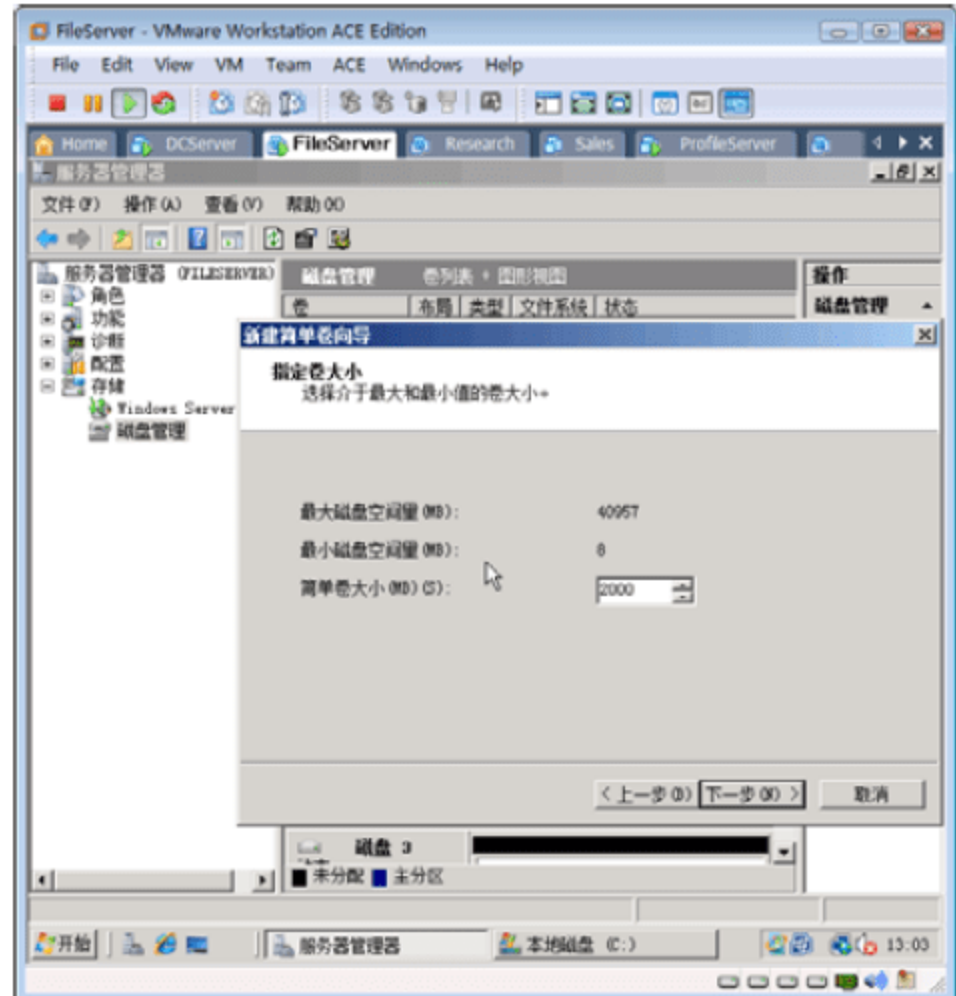 FileServer - VMware Workstation ACE Edition
File Edit View VM Team ACE Windows Help
Home DCServer FileServer Research Sales ProfileServer
服务器管理器
文件(F) 操作(A) 查看(V) 帮助(H)
服务器管理器 (FILESERVER) 磁盘管理 卷列表 + 图形视图 操作
角色 卷 布局 类型 文件系统 状态 磁盘管理
功能
诊断
配置
存储
Windows Server
磁盘管理
新建简单卷向导
指定卷大小
选择介于最大和最小值的卷大小。
最大磁盘空间量(MB): 40957
最小磁盘空间量(MB): 8
简单卷大小(MB)(S): 2000
< 上一步(B) 下一步(N) > 取消
磁盘 3
未分配 主分区
开始 服务器管理器 本地磁盘 (C:) 13:03